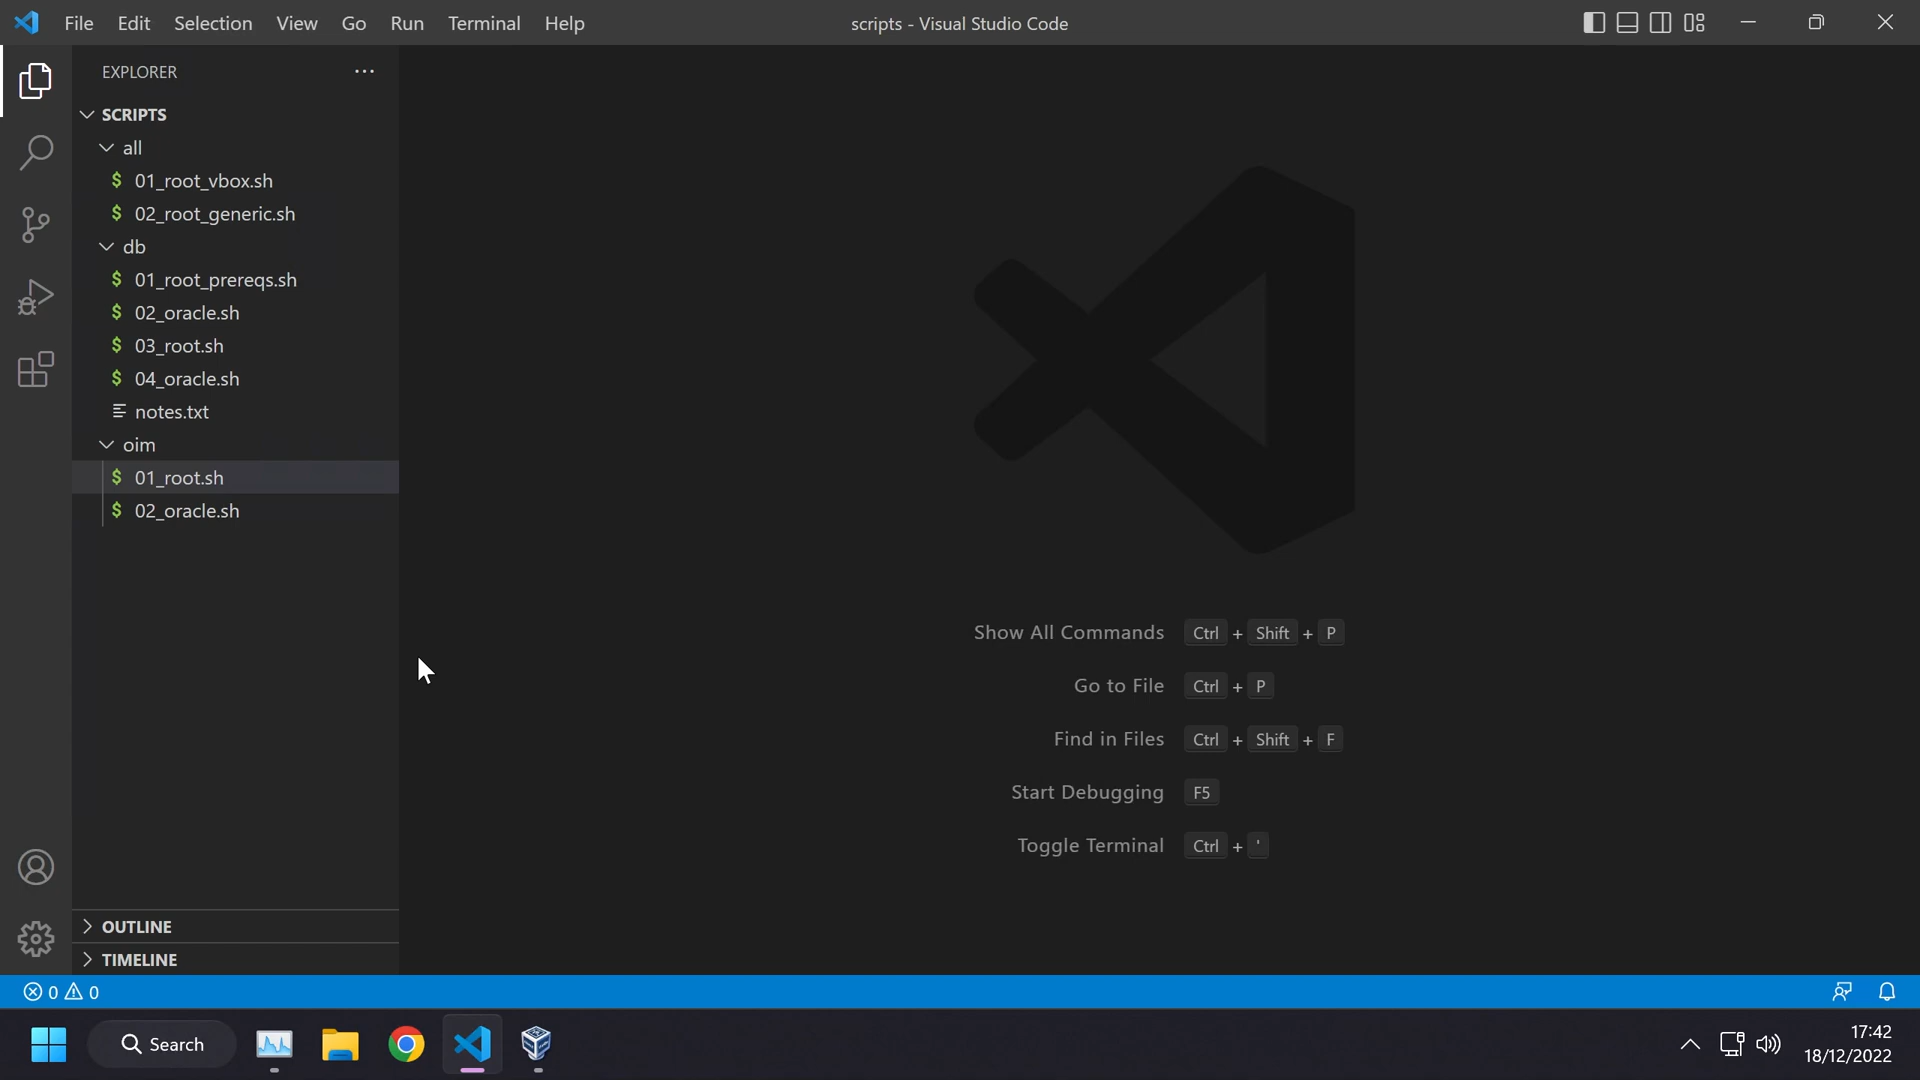 File Edit Selection View Go Run Terminal Help scripts - Visual Studio Code
EXPLORER
SCRIPTS
all
$ 01_root_vbox.sh
$ 02_root_generic.sh
db
$ 01_root_prereqs.sh
$ 02_oracle.sh
$ 03_root.sh
$ 04_oracle.sh
notes.txt
oim
$ 01_root.sh
$ 02_oracle.sh
OUTLINE
TIMELINE
Show All Commands Ctrl + Shift + P
Go to File Ctrl + P
Find in Files Ctrl + Shift + F
Start Debugging F5
Toggle Terminal Ctrl + '
0 0
Search
17:42
18/12/2022